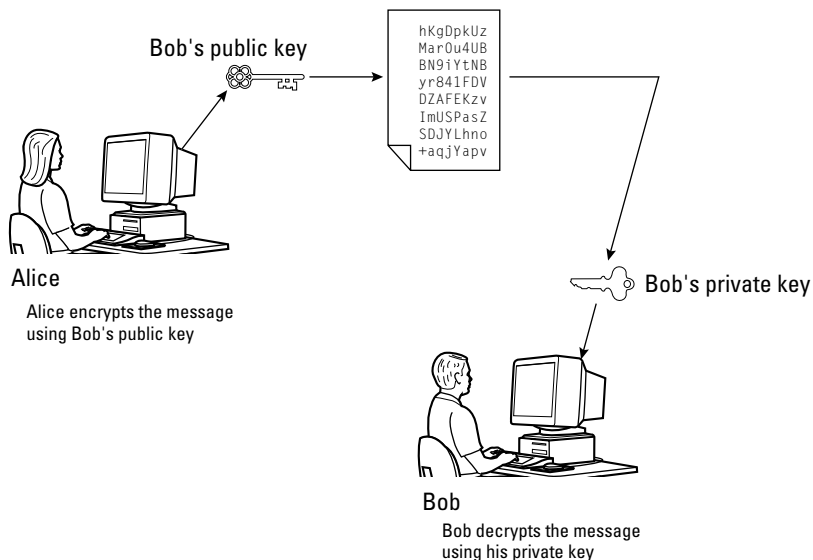 Bob's public key
hKgDpkUz
MarOu4UB
BN9iYtNB
yr841FDV
DZAFEKzv
ImUSPasZ
SDJYLhno
+aqjYapv
Alice
Alice encrypts the message
using Bob's public key
Bob's private key
Bob
Bob decrypts the message
using his private key